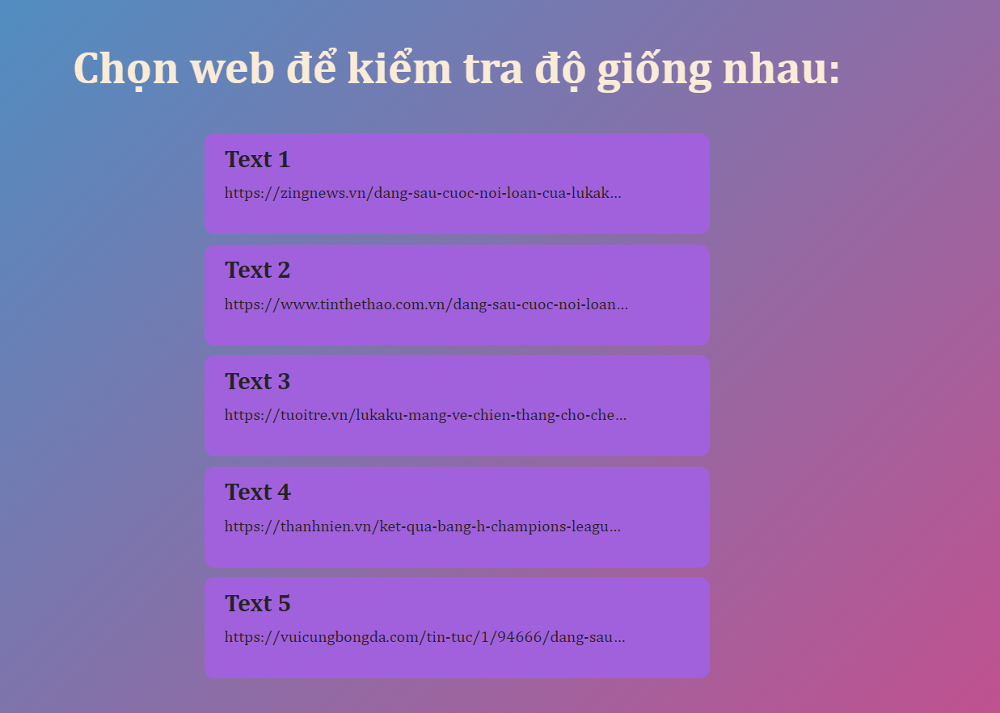 Chọn web để kiểm tra độ giống nhau:
Text 1
https://zingnews.vn/dang-sau-cuoc-noi-loan-cua-lukak...
Text 2
https://www.tinthethao.com.vn/dang-sau-cuoc-noi-loan...
Text 3
https://tuoitre.vn/lukaku-mang-ve-chien-thang-cho-che...
Text 4
https://thanhnien.vn/ket-qua-bang-h-champions-leagu...
Text 5
https://vuicungbongda.com/tin-tuc/1/94666/dang-sau...